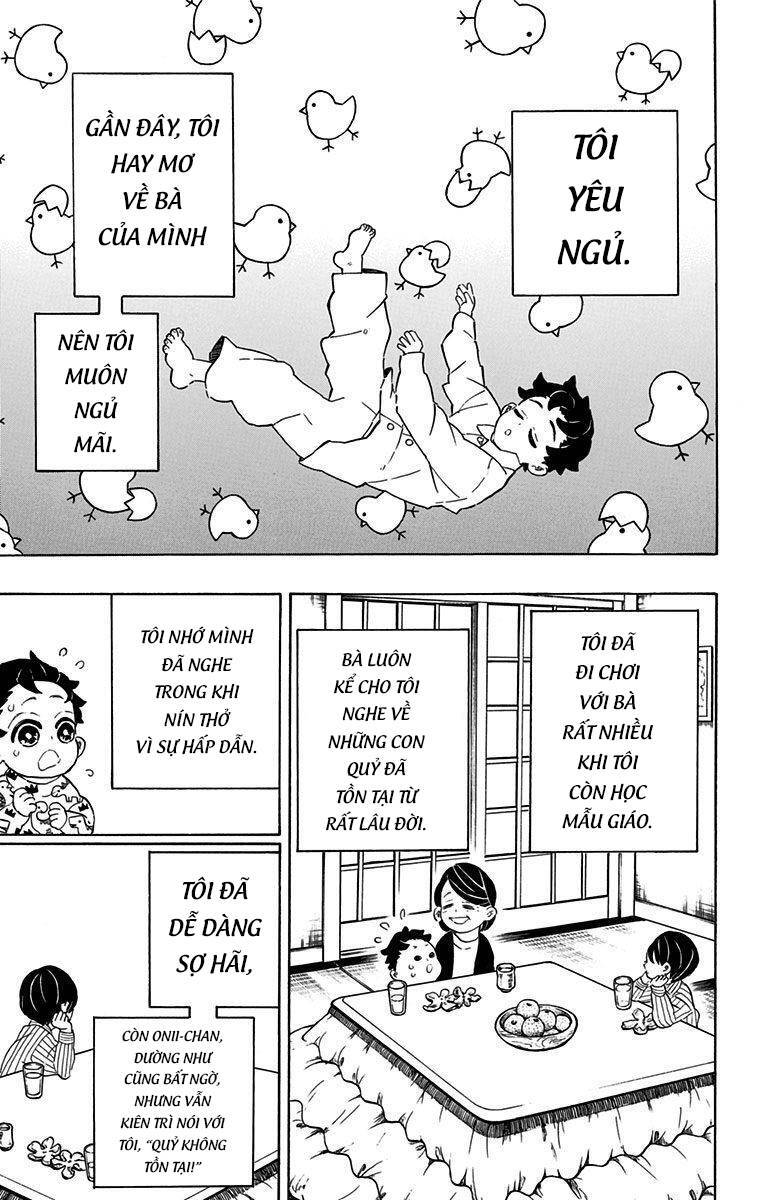 TÔI
YÊU
NGỦ.
GẦN ĐÂY, TÔI
HAY MƠ
VỀ BÀ
CỦA MÌNH
NÊN TÔI
MUÔN
NGỦ
MÃI.
TÔI ĐÃ
ĐI CHƠI
VỚI BÀ
RẤT NHIỀU
KHI TÔI
CÒN HỌC
MẪU GIÁO.
BÀ LUÔN
KỂ CHO TÔI
NGHE VỀ
NHỮNG CON
QUỶ ĐÃ
TỒN TẠI TỪ
RẤT LÂU ĐỜI.
TÔI NHỚ MÌNH
ĐÃ NGHE
TRONG KHI
NÍN THỞ
VÌ SỰ HẤP DẪN.
TÔI ĐÃ
DỄ DÀNG
SỢ HÃI,
CÒN ONII-CHAN,
DƯỜNG NHƯ
CŨNG BẤT NGỜ,
NHƯNG VẪN
KIÊN TRÌ NÓI VỚI
TÔI, “QUỶ KHÔNG
TỒN TẠI!”